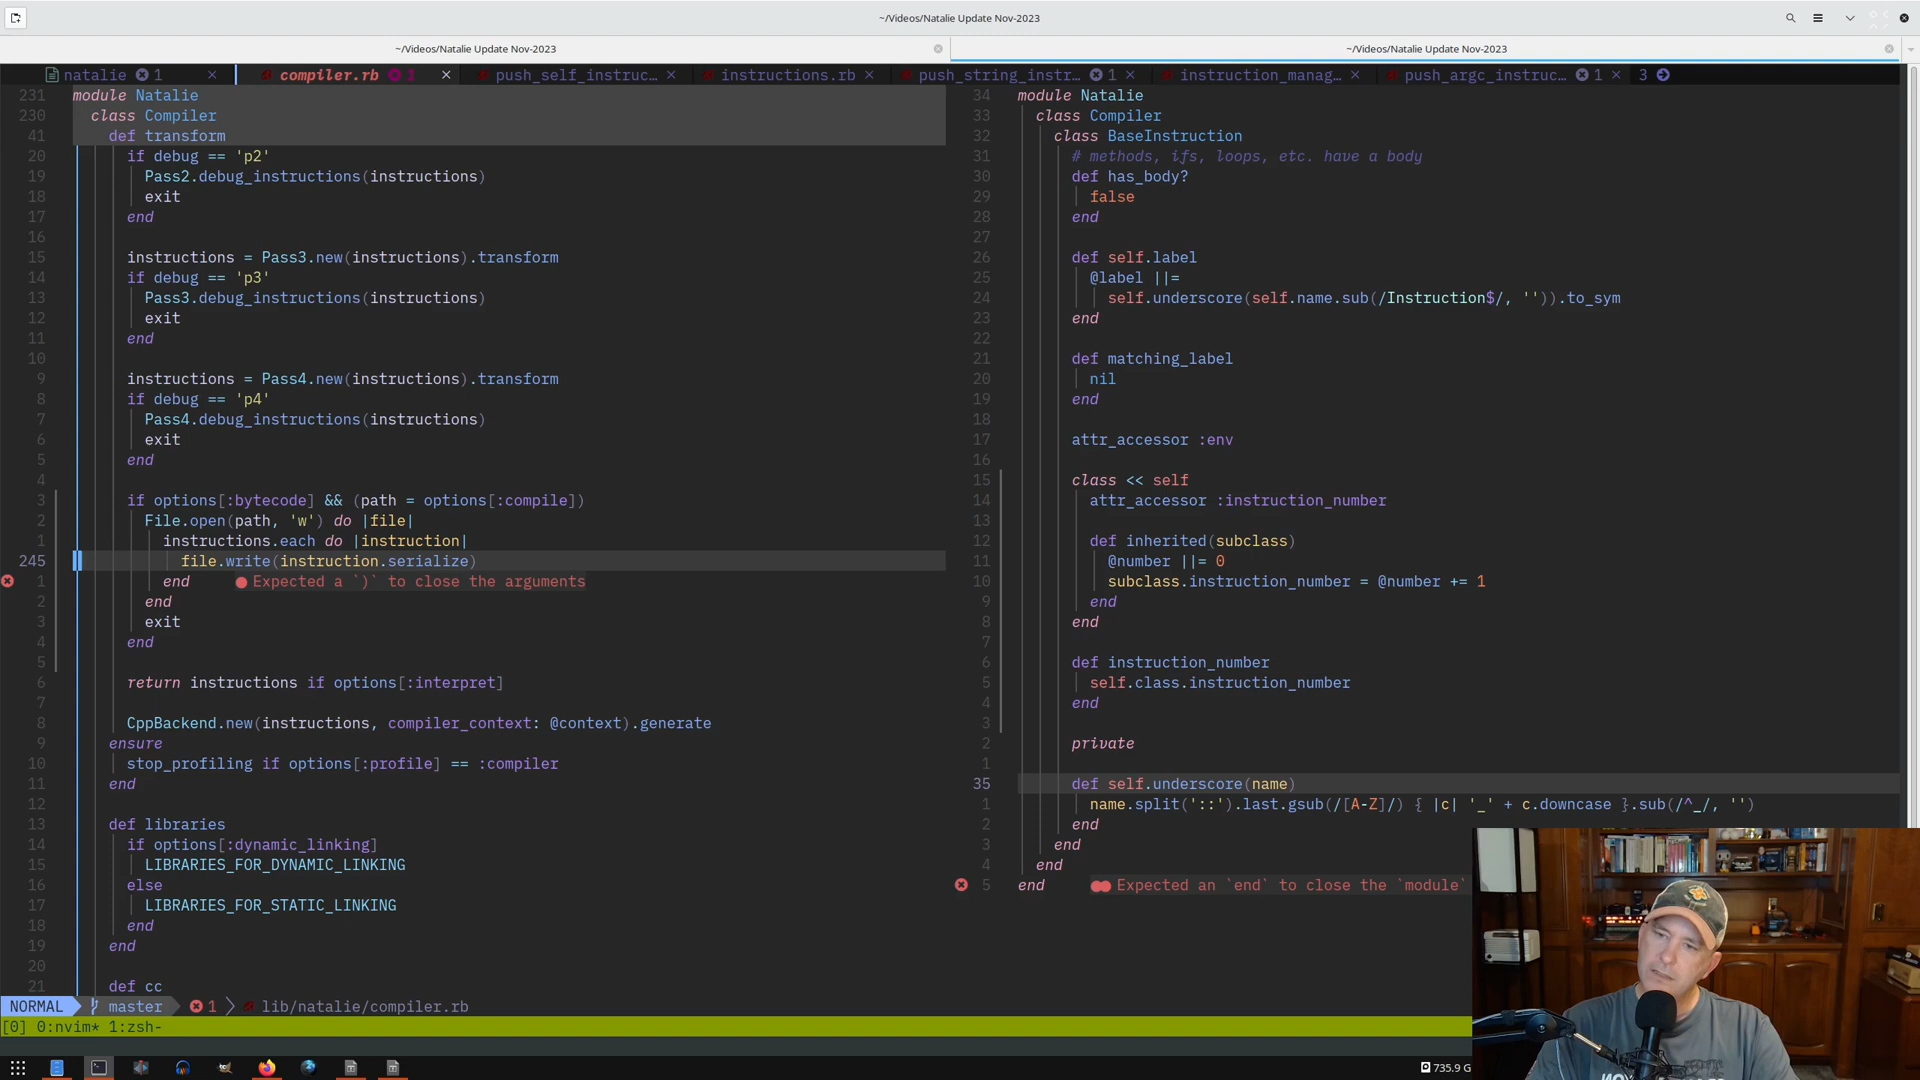 ~/Videos/Natalie Update Nov-2023
~/Videos/Natalie Update Nov-2023
~/Videos/Natalie Update Nov-2023
natalie 1 × compiler.rb 1 × push_self_instruc… × instructions.rb × push_string_instr… 1 × instruction_manag… × push_argc_instruc… 1 × 3
231 module Natalie
230 class Compiler
41 def transform
20 if debug == 'p2'
19 Pass2.debug_instructions(instructions)
18 exit
17 end
16
15 instructions = Pass3.new(instructions).transform
14 if debug == 'p3'
13 Pass3.debug_instructions(instructions)
12 exit
11 end
10
9 instructions = Pass4.new(instructions).transform
8 if debug == 'p4'
7 Pass4.debug_instructions(instructions)
6 exit
5 end
4
3 if options[:bytecode] && (path = options[:compile])
2 File.open(path, 'w') do |file|
1 instructions.each do |instruction|
245 file.write(instruction.serialize)
1 end Expected a `)` to close the arguments
2 end
3 exit
4 end
5
6 return instructions if options[:interpret]
7
8 CppBackend.new(instructions, compiler_context: @context).generate
9 ensure
10 stop_profiling if options[:profile] == :compiler
11 end
12
13 def libraries
14 if options[:dynamic_linking]
15 LIBRARIES_FOR_DYNAMIC_LINKING
16 else
17 LIBRARIES_FOR_STATIC_LINKING
18 end
19 end
20
21 def cc
34 module Natalie
33 class Compiler
32 class BaseInstruction
31 # methods, ifs, loops, etc. have a body
30 def has_body?
29 false
28 end
27
26 def self.label
25 @label ||=
24 self.underscore(self.name.sub(/Instruction$/, '')).to_sym
23 end
22
21 def matching_label
20 nil
19 end
18
17 attr_accessor :env
16
15 class << self
14 attr_accessor :instruction_number
13
12 def inherited(subclass)
11 @number ||= 0
10 subclass.instruction_number = @number += 1
9 end
8 end
7
6 def instruction_number
5 self.class.instruction_number
4 end
3
2 private
1
35 def self.underscore(name)
1 name.split('::').last.gsub(/[A-Z]/) { |c| '_' + c.downcase }.sub(/^_/, '')
2 end
3 end
4 end
5 end Expected an `end` to close the `module`
NORMAL master 1 lib/natalie/compiler.rb
[0] 0:nvim* 1:zsh-
735.9 G